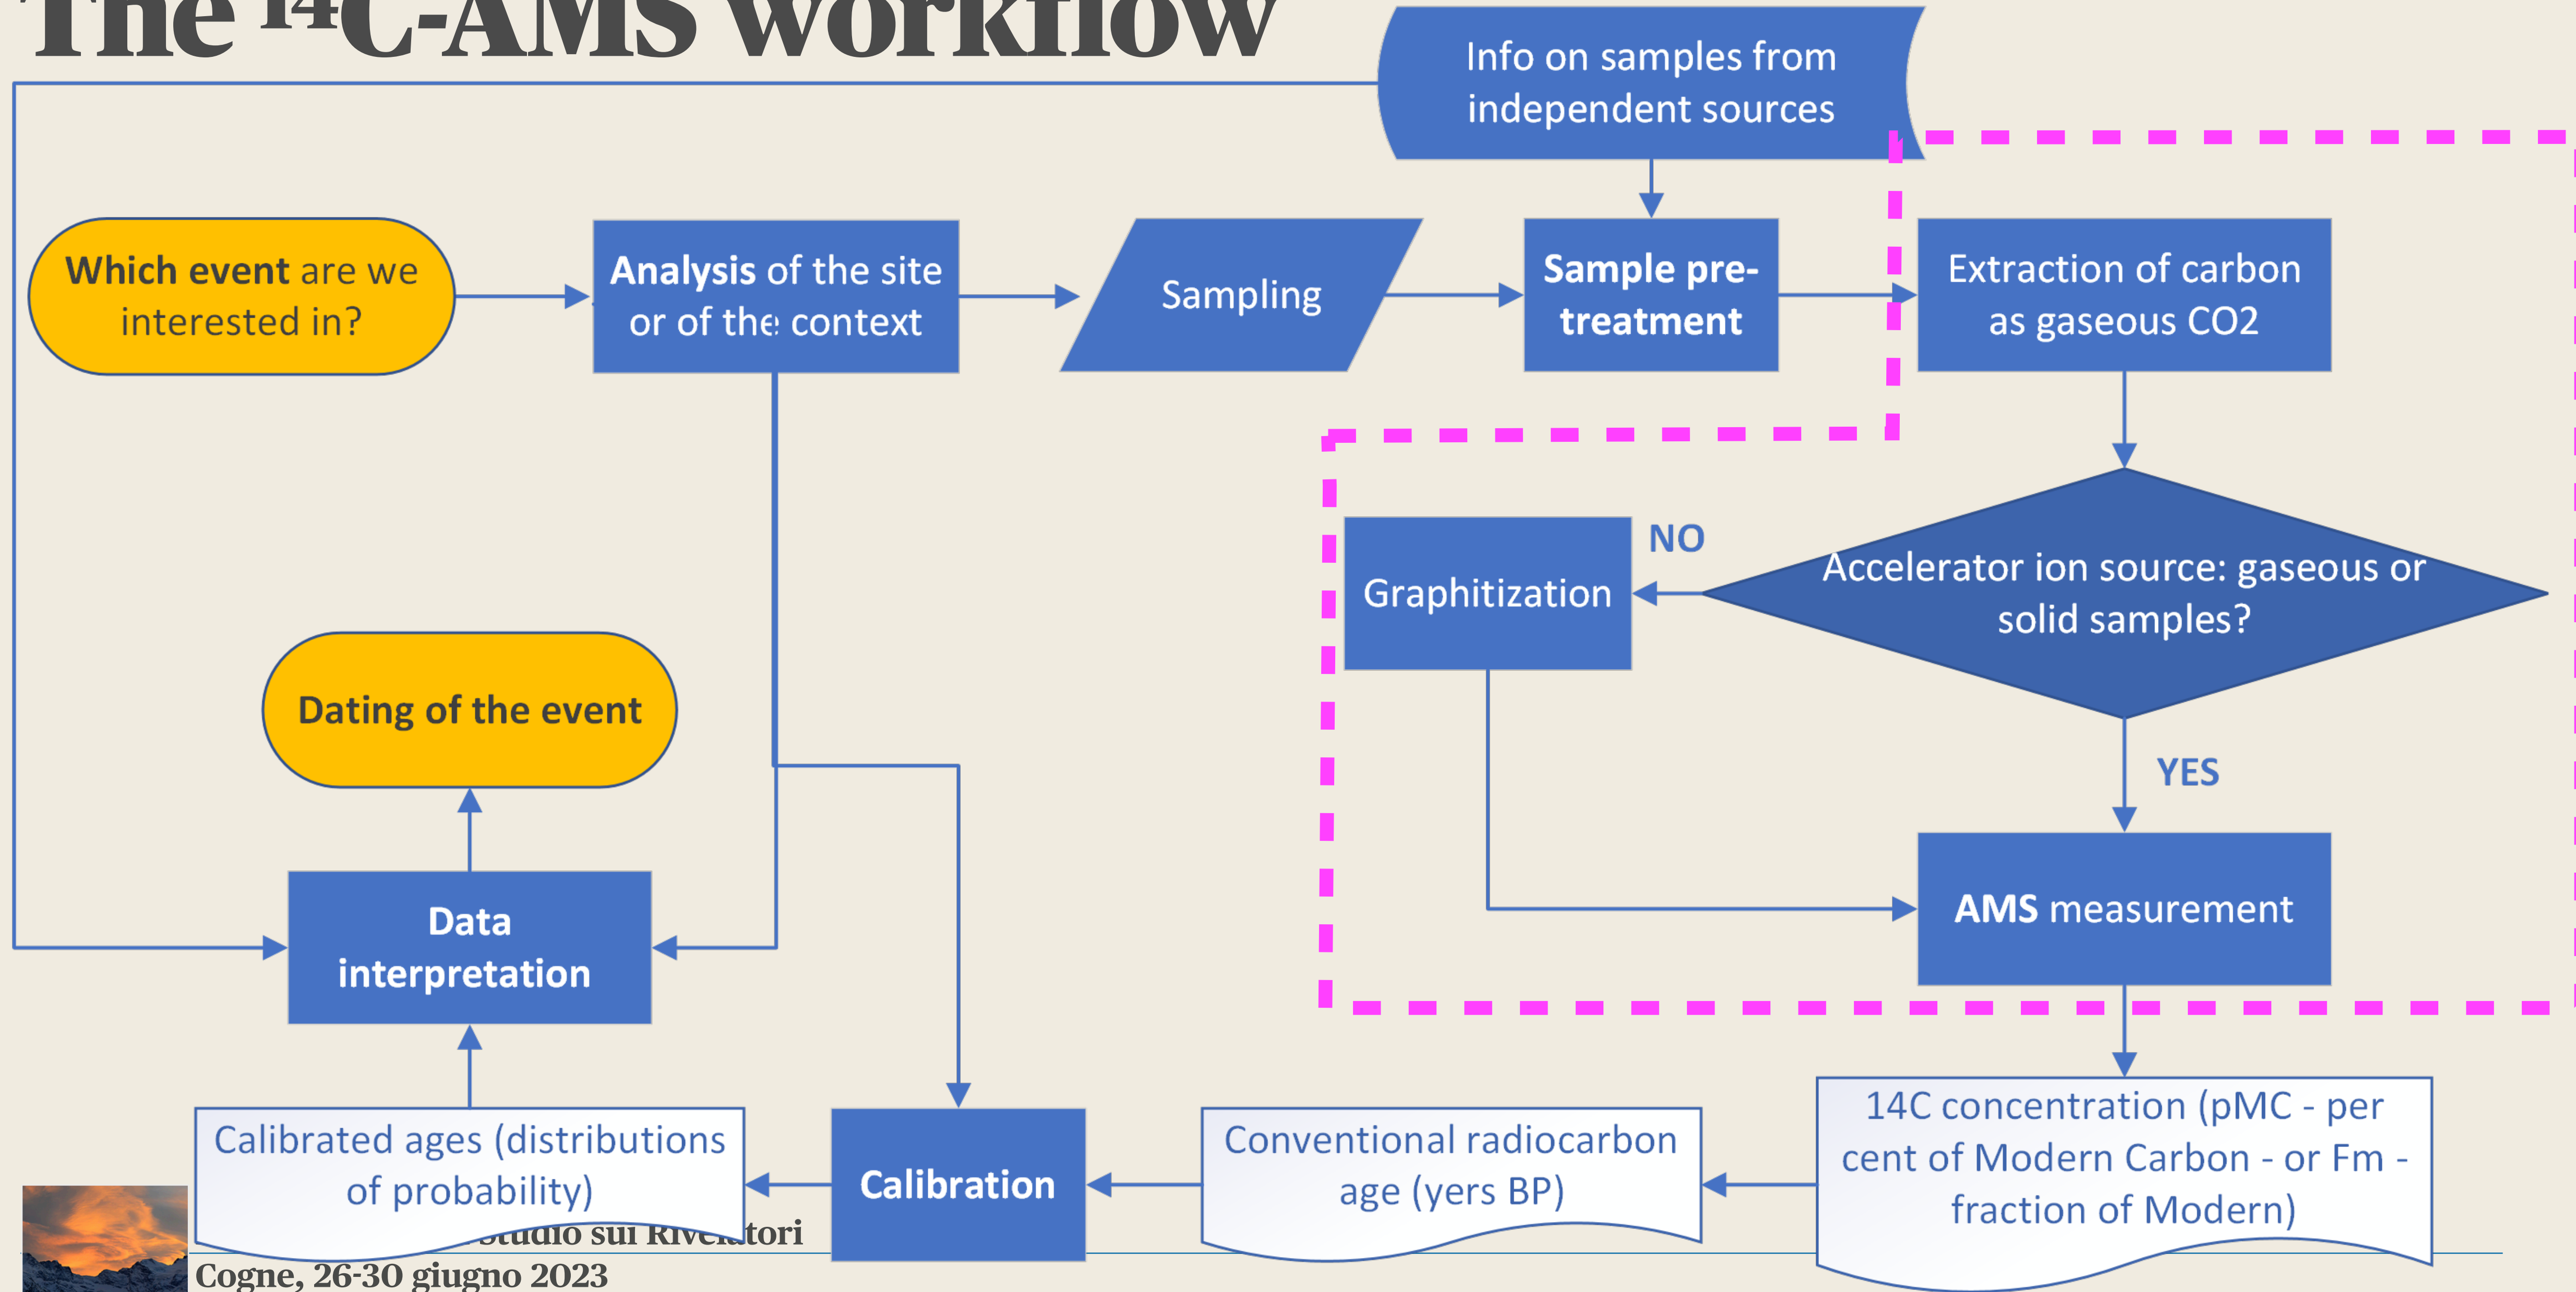 The ¹⁴C-AMS workflow
Info on samples from
independent sources
Which event are we
interested in?
Analysis of the site
or of the context
Sampling
Sample pre-
treatment
Extraction of carbon
as gaseous CO2
Accelerator ion source: gaseous or
solid samples?
NO
Graphitization
YES
AMS measurement
Dating of the event
Data
interpretation
14C concentration (pMC - per
cent of Modern Carbon - or Fm -
fraction of Modern)
Conventional radiocarbon
age (yers BP)
Calibration
Calibrated ages (distributions
of probability)
studio sui Rivelatori
Cogne, 26-30 giugno 2023